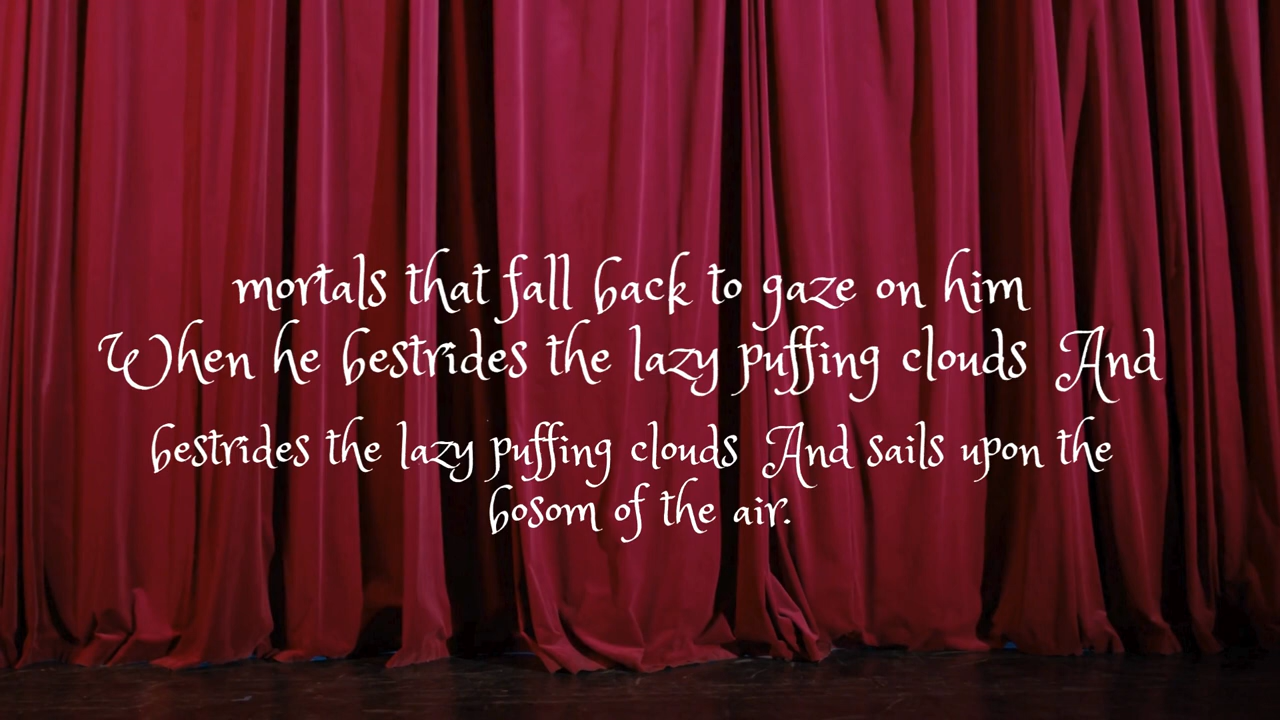 mortals that fall back to gaze on him
When he bestrides the lazy puffing clouds And
bestrides the lazy puffing clouds And sails upon the
bosom of the air.